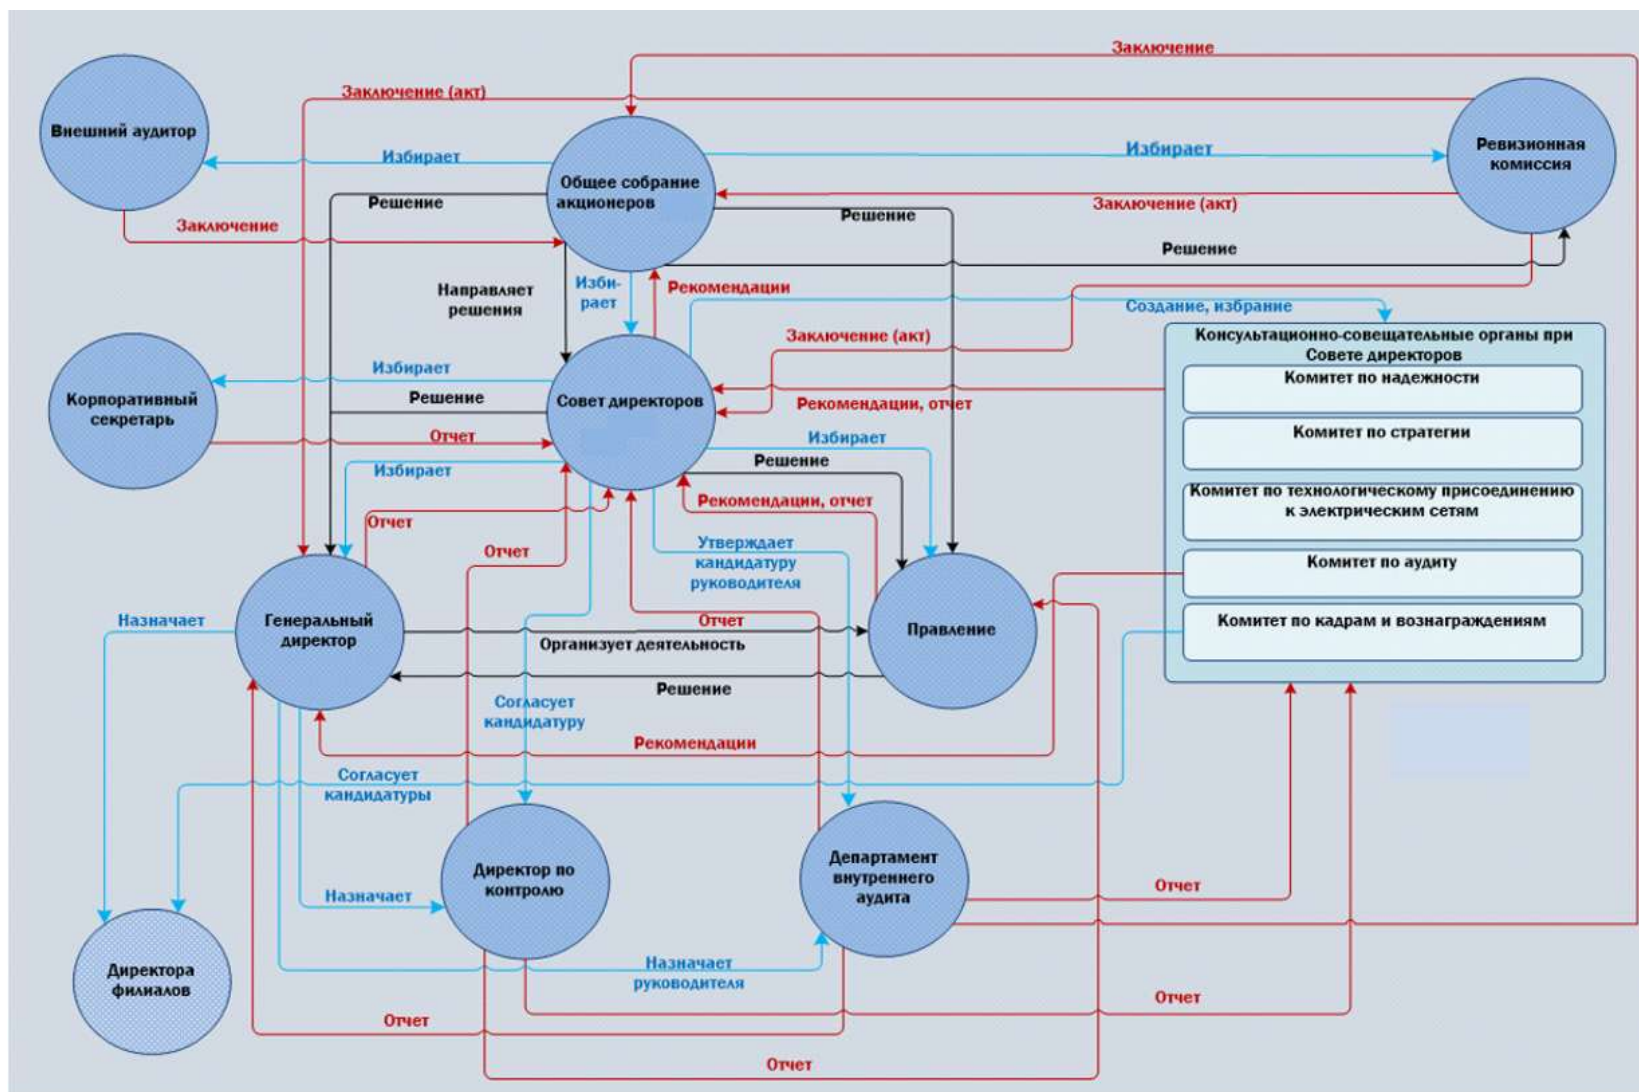 Заключение
Заключение (акт)
Внешний аудитор
Избирает
Избирает
Ревизионная
комиссия
Общее собрание
акционеров
Решение
Заключение (акт)
Решение
Заключение
Решение
Направляет
решения
Изби-
рает
Рекомендации
Создание, избрание
Заключение (акт)
Консультационно-совещательные органы при
Совете директоров
Избирает
Комитет по надежности
Корпоративный
секретарь
Решение
Совет директоров
Рекомендации, отчет
Отчет
Избирает
Комитет по стратегии
Избирает
Решение
Рекомендации, отчет
Комитет по технологическому присоединению
к электрическим сетям
Отчет
Отчет
Утверждает
кандидатуру
руководителя
Комитет по аудиту
Назначает
Генеральный
директор
Отчет
Организует деятельность
Правление
Комитет по кадрам и вознаграждениям
Решение
Согласует
кандидатуру
Рекомендации
Согласует
кандидатуры
Директор по
контролю
Департамент
внутреннего
аудита
Назначает
Отчет
Директора
филиалов
Назначает
руководителя
Отчет
Отчет
Отчет